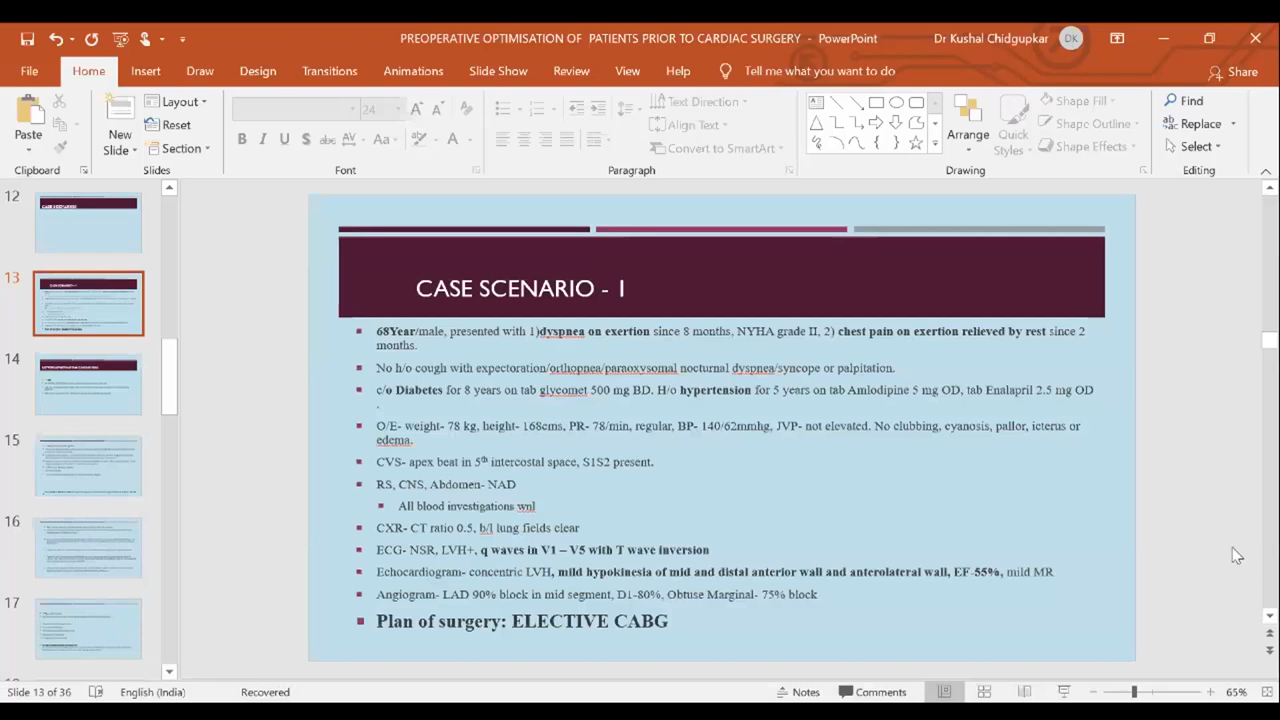 PREOPERATIVE OPTIMISATION OF  PATIENTS PRIOR TO CARDIAC SURGERY  -  PowerPoint
Dr Kushal Chidgupkar
DK
File
Home
Insert
Draw
Design
Transitions
Animations
Slide Show
Review
View
Help
Tell me what you want to do
Share
Paste
Clipboard
New
Slide
Layout
Reset
Section
Slides
24
A
A
B
I
U
S
abc
AV
Aa
A
Font
Text Direction
Align Text
Convert to SmartArt
Paragraph
Arrange
Quick
Styles
Shape Fill
Shape Outline
Shape Effects
Drawing
Find
Replace
Select
Editing
12
CASE SCENARIOS
13
CASE SCENARIO - 1
14
15
16
17
CASE SCENARIO - 1
68Year/male, presented with 1)dyspnea on exertion since 8 months, NYHA grade II, 2) chest pain on exertion relieved by rest since 2
months.
No h/o cough with expectoration/orthopnea/paraoxysomal nocturnal dyspnea/syncope or palpitation.
c/o Diabetes for 8 years on tab glycomet 500 mg BD. H/o hypertension for 5 years on tab Amlodipine 5 mg OD, tab Enalapril 2.5 mg OD
.
O/E- weight- 78 kg, height- 168cms, PR- 78/min, regular, BP- 140/62mmhg, JVP- not elevated. No clubbing, cyanosis, pallor, icterus or
edema.
CVS- apex beat in 5th intercostal space, S1S2 present.
RS, CNS, Abdomen- NAD
All blood investigations wnl
CXR- CT ratio 0.5, b/l lung fields clear
ECG- NSR, LVH+, q waves in V1 – V5 with T wave inversion
Echocardiogram- concentric LVH, mild hypokinesia of mid and distal anterior wall and anterolateral wall, EF-55%, mild MR
Angiogram- LAD 90% block in mid segment, D1-80%, Obtuse Marginal- 75% block
Plan of surgery: ELECTIVE CABG
Slide 13 of 36
English (India)
Recovered
Notes
Comments
65%